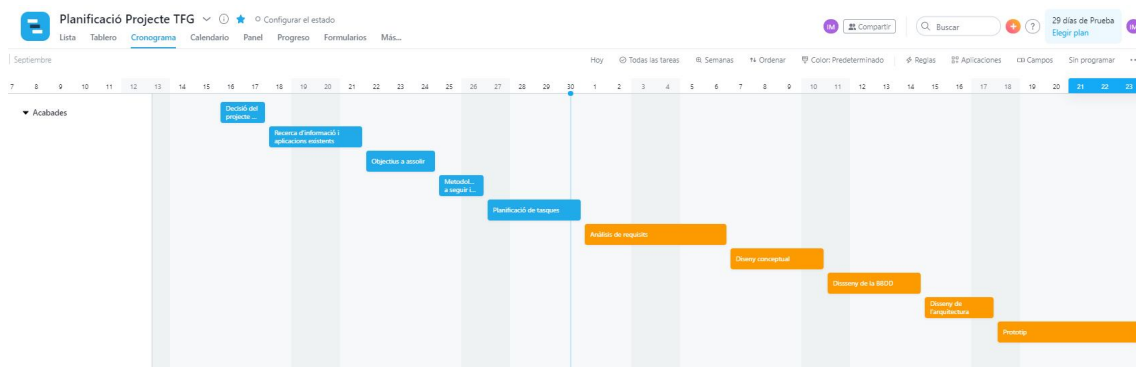 Planificació Projecte TFG
Configurar el estado
Lista Tablero Cronograma Calendario Panel Progreso Formularios Más...
IM Compartir
Buscar
?
29 días de Prueba
Elegir plan
IM
Septiembre
Hoy Todas las tareas Semanas Ordenar Color: Predeterminado Reglas Aplicaciones Campos Sin programar
7 8 9 10 11 12 13 14 15 16 17 18 19 20 21 22 23 24 25 26 27 28 29 30 1 2 3 4 5 6 7 8 9 10 11 12 13 14 15 16 17 18 19 20 21 22 23
Acabades
Decisió del
projecte ...
Recerca d'informació i
aplicacions existents
Objectius a assolir
Metodol...
a seguir i...
Planificació de tasques
Anàlisis de requisits
Disseny conceptual
Disseny de la BBDD
Disseny de
l'arquitectura
Prototip